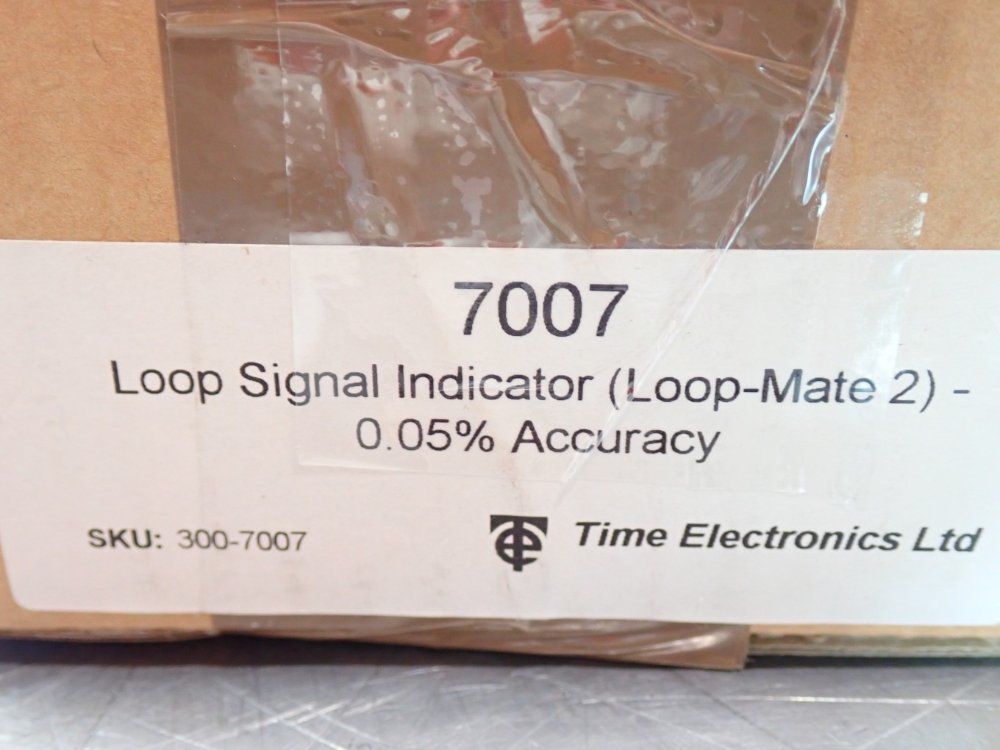 7007
Loop Signal Indicator (Loop-Mate 2) -
0.05% Accuracy
SKU: 300-7007
Time Electronics Ltd